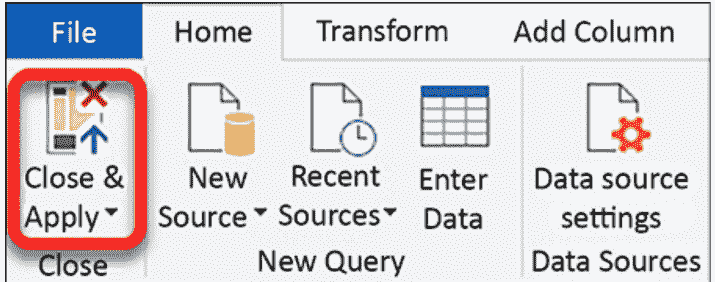 File Home Transform Add Column
Close & New Recent Enter Data source
Apply Source Sources Data settings
Close New Query Data Sources